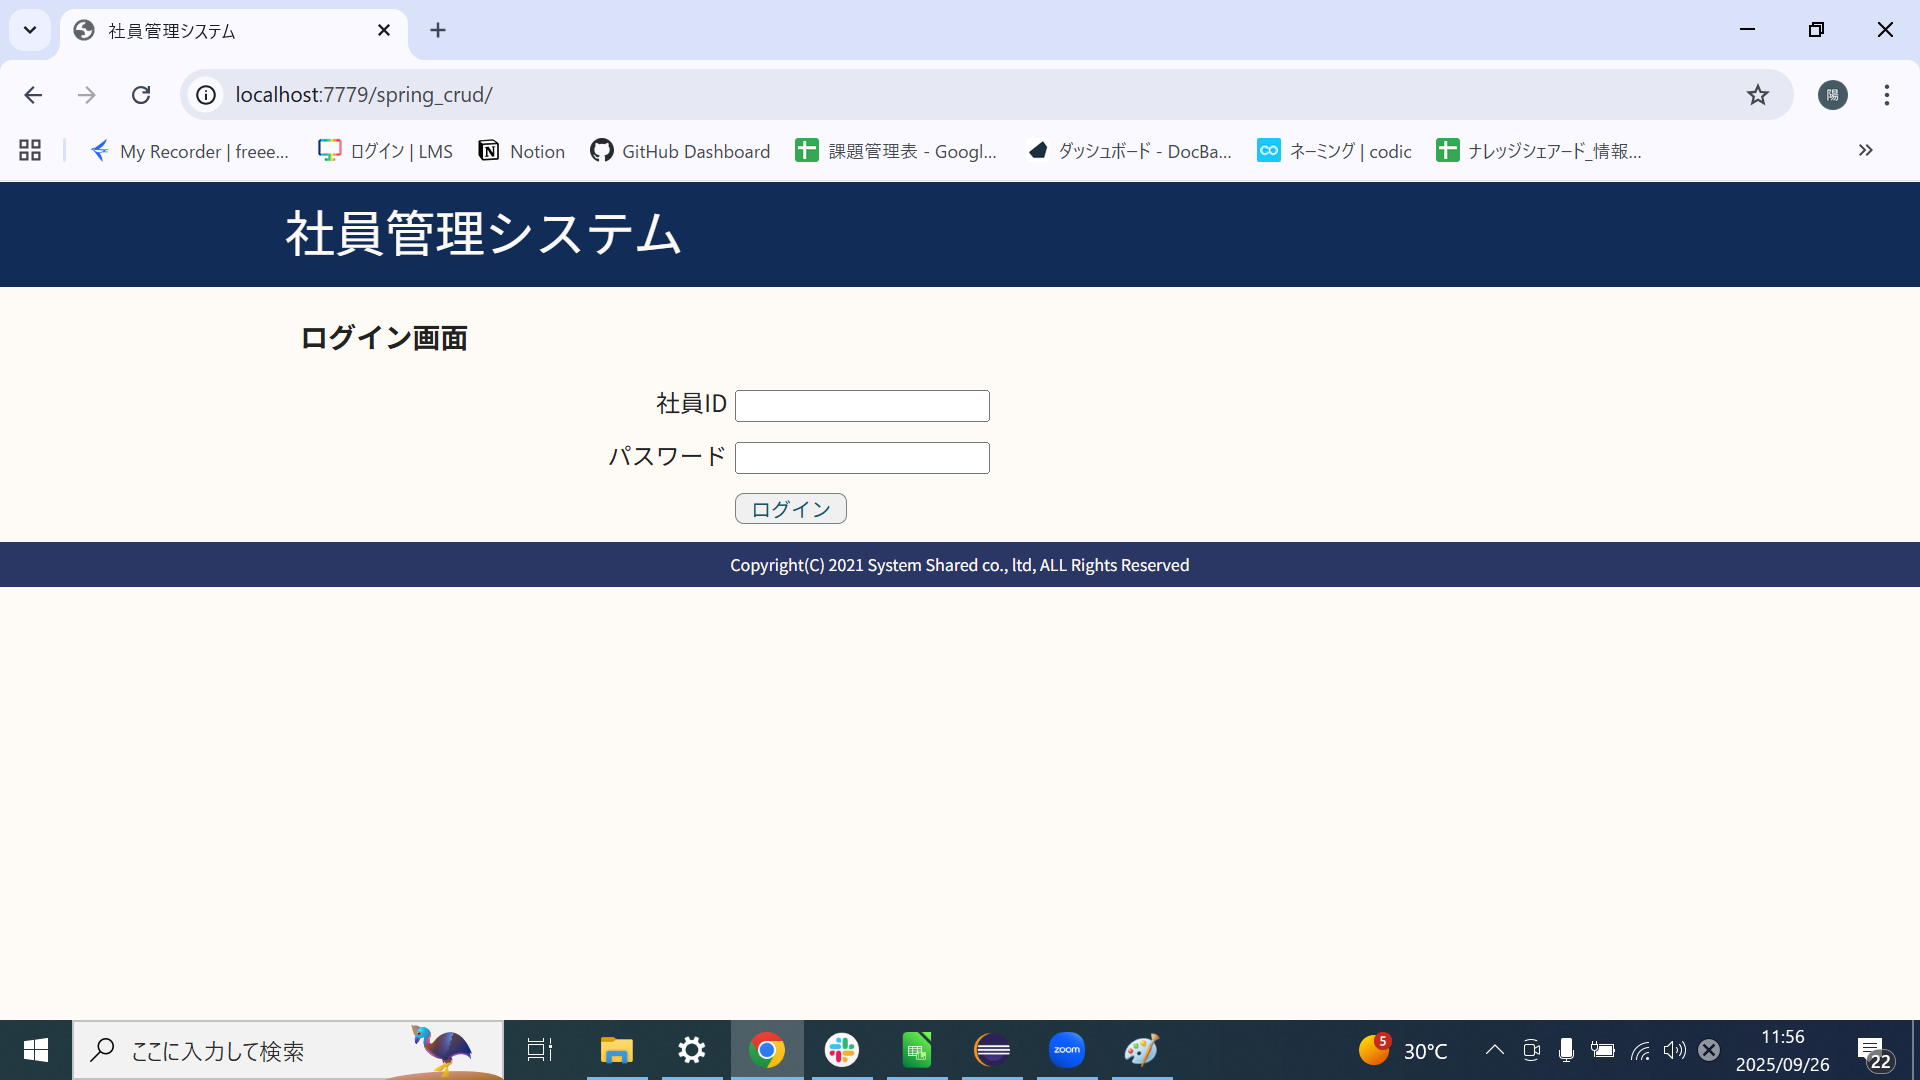 社員管理システム
localhost:7779/spring_crud/
陽
My Recorder | freee...
ログイン | LMS
Notion
GitHub Dashboard
課題管理表 - Googl...
ダッシュボード - DocBa...
ネーミング | codic
ナレッジシェアード_情報...
社員管理システム
ログイン画面
社員ID
パスワード
ログイン
Copyright(C) 2021 System Shared co., ltd, ALL Rights Reserved
ここに入力して検索
zoom
5
30°C
11:56
2025/09/26
22